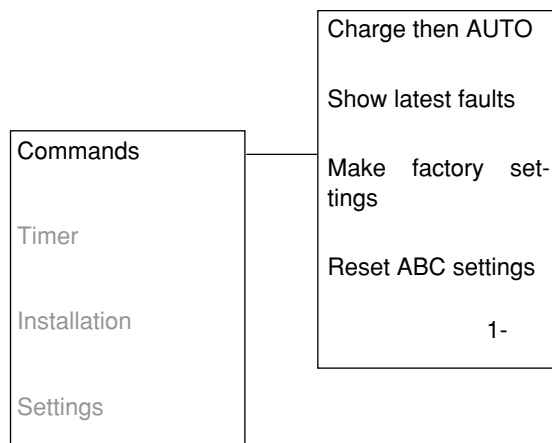 Commands
Timer
Installation
Settings
Charge then AUTO
Show latest faults
Make factory set-
tings
Reset ABC settings
1-